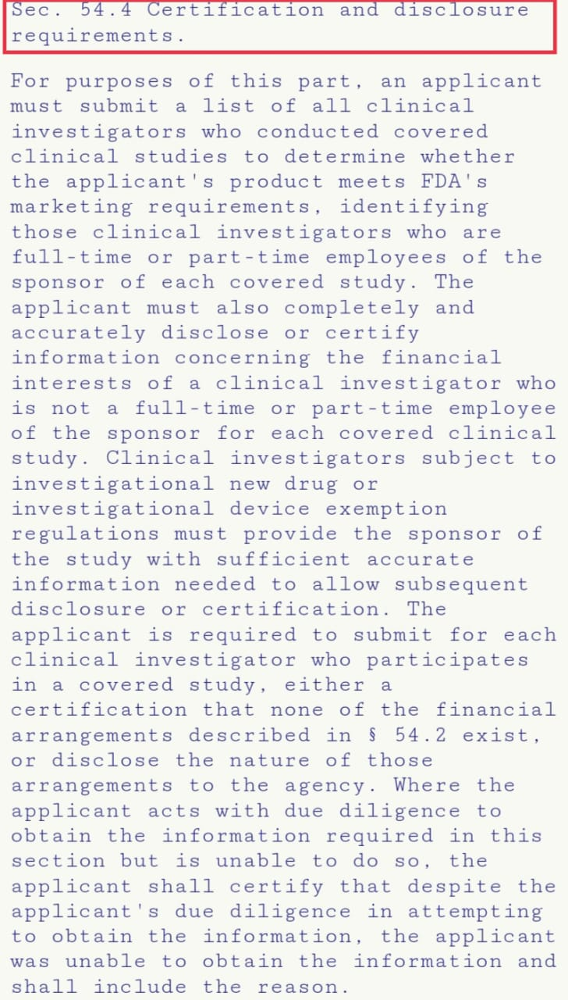 Sec. 54.4 Certification and disclosure
requirements.
For purposes of this part, an applicant
must submit a list of all clinical
investigators who conducted covered
clinical studies to determine whether
the applicant's product meets FDA's
marketing requirements, identifying
those clinical investigators who are
full-time or part-time employees of the
sponsor of each covered study. The
applicant must also completely and
accurately disclose or certify
information concerning the financial
interests of a clinical investigator who
is not a full-time or part-time employee
of the sponsor for each covered clinical
study. Clinical investigators subject to
investigational new drug or
investigational device exemption
regulations must provide the sponsor of
the study with sufficient accurate
information needed to allow subsequent
disclosure or certification. The
applicant is required to submit for each
clinical investigator who participates
in a covered study, either a
certification that none of the financial
arrangements described in § 54.2 exist,
or disclose the nature of those
arrangements to the agency. Where the
applicant acts with due diligence to
obtain the information required in this
section but is unable to do so, the
applicant shall certify that despite the
applicant's due diligence in attempting
to obtain the information, the applicant
was unable to obtain the information and
shall include the reason.